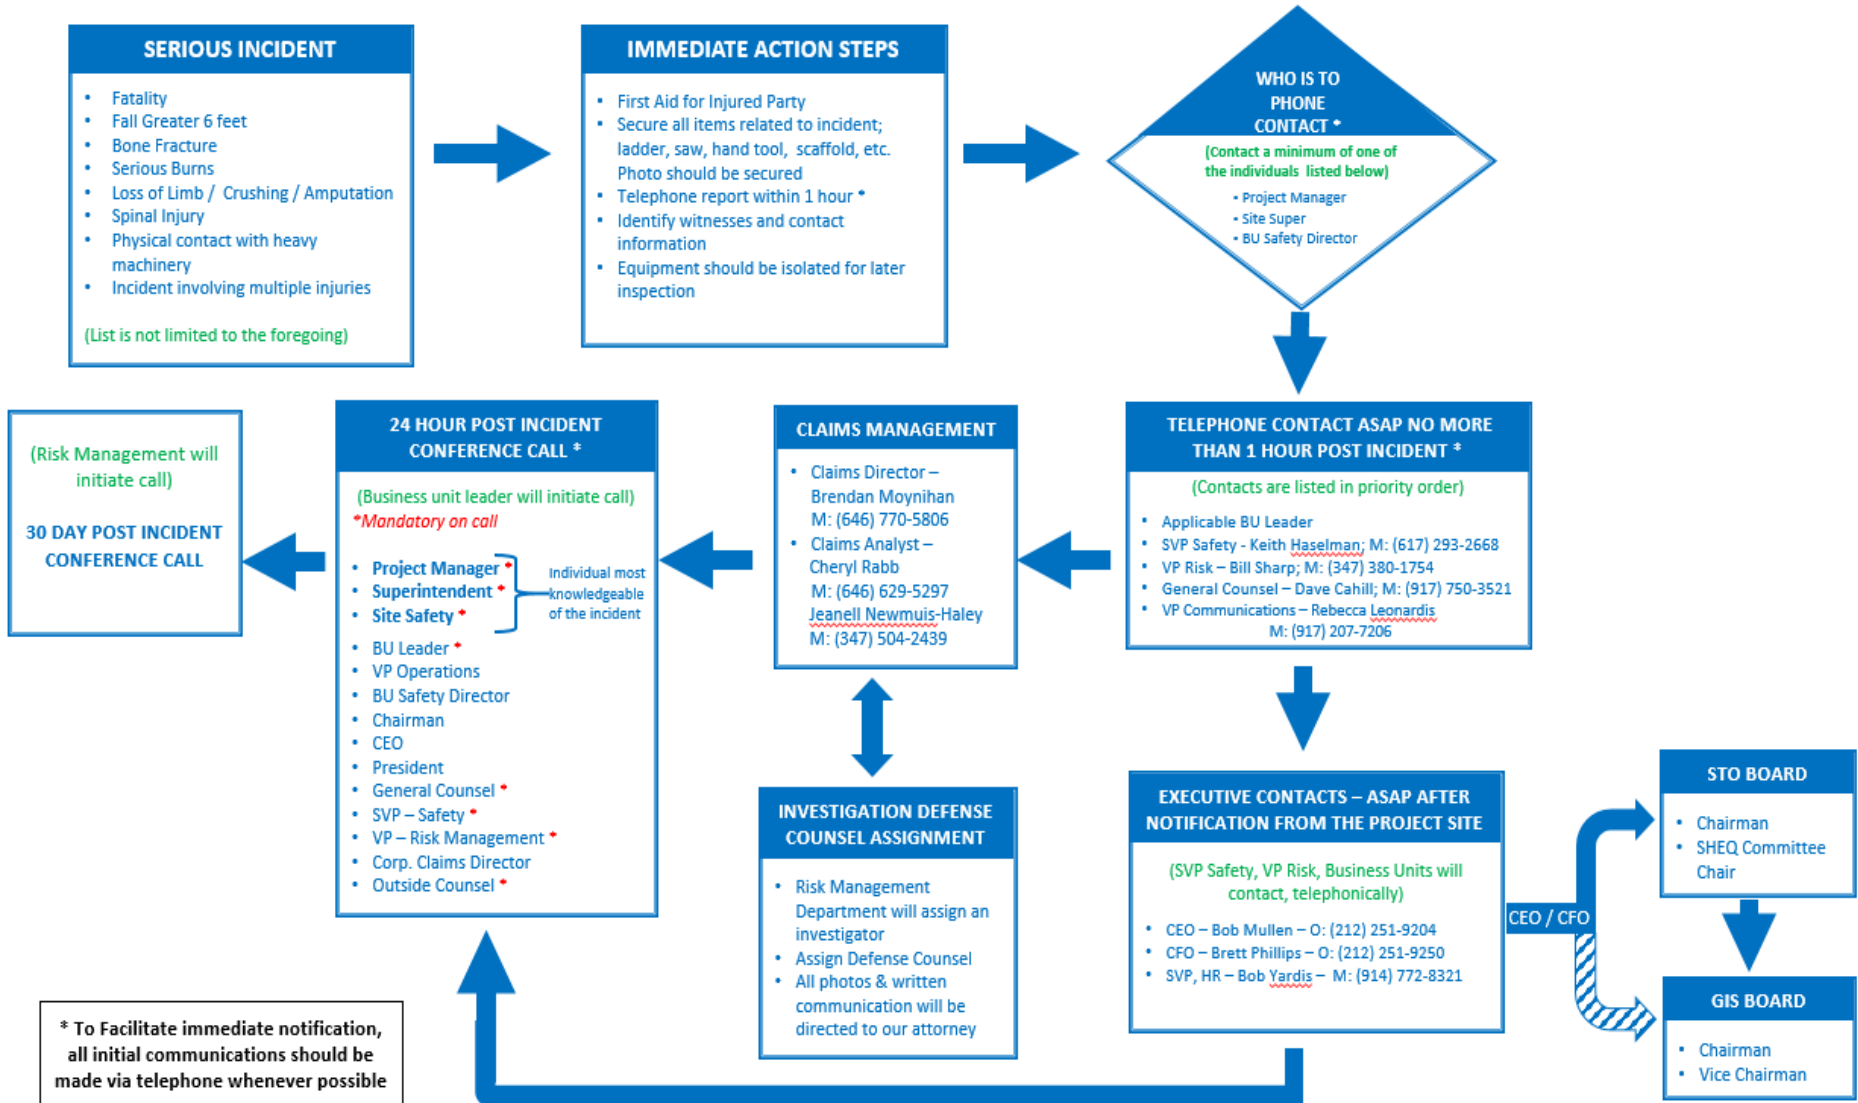 SERIOUS INCIDENT
• Fatality
• Fall Greater 6 feet
• Bone Fracture
• Serious Burns
• Loss of Limb / Crushing / Amputation
• Spinal Injury
• Physical contact with heavy
machinery
• Incident involving multiple injuries
(List is not limited to the foregoing)
IMMEDIATE ACTION STEPS
• First Aid for Injured Party
• Secure all items related to incident;
ladder, saw, hand tool, scaffold, etc.
Photo should be secured
• Telephone report within 1 hour *
• Identify witnesses and contact
information
• Equipment should be isolated for later
inspection
WHO IS TO
PHONE
CONTACT *
(Contact a minimum of one of
the individuals listed below)
• Project Manager
• Site Super
• BU Safety Director
TELEPHONE CONTACT ASAP NO MORE
THAN 1 HOUR POST INCIDENT *
(Contacts are listed in priority order)
• Applicable BU Leader
• SVP Safety - Keith Haselman; M: (617) 293-2668
• VP Risk – Bill Sharp; M: (347) 380-1754
• General Counsel – Dave Cahill; M: (917) 750-3521
• VP Communications – Rebecca Leonardis
M: (917) 207-7206
CLAIMS MANAGEMENT
• Claims Director –
Brendan Moynihan
M: (646) 770-5806
• Claims Analyst –
Cheryl Rabb
M: (646) 629-5297
Jeanell Newmuis-Haley
M: (347) 504-2439
24 HOUR POST INCIDENT
CONFERENCE CALL *
(Business unit leader will initiate call)
*Mandatory on call
• Project Manager *
• Superintendent *
• Site Safety *
Individual most
knowledgeable
of the incident
• BU Leader *
• VP Operations
• BU Safety Director
• Chairman
• CEO
• President
• General Counsel *
• SVP – Safety *
• VP – Risk Management *
• Corp. Claims Director
• Outside Counsel *
(Risk Management will
initiate call)
30 DAY POST INCIDENT
CONFERENCE CALL
INVESTIGATION DEFENSE
COUNSEL ASSIGNMENT
• Risk Management
Department will assign an
investigator
• Assign Defense Counsel
• All photos & written
communication will be
directed to our attorney
EXECUTIVE CONTACTS – ASAP AFTER
NOTIFICATION FROM THE PROJECT SITE
(SVP Safety, VP Risk, Business Units will
contact, telephonically)
• CEO – Bob Mullen – O: (212) 251-9204
• CFO – Brett Phillips – O: (212) 251-9250
• SVP, HR – Bob Yardis – M: (914) 772-8321
CEO / CFO
STO BOARD
• Chairman
• SHEQ Committee
Chair
GIS BOARD
• Chairman
• Vice Chairman
* To Facilitate immediate notification,
all initial communications should be
made via telephone whenever possible